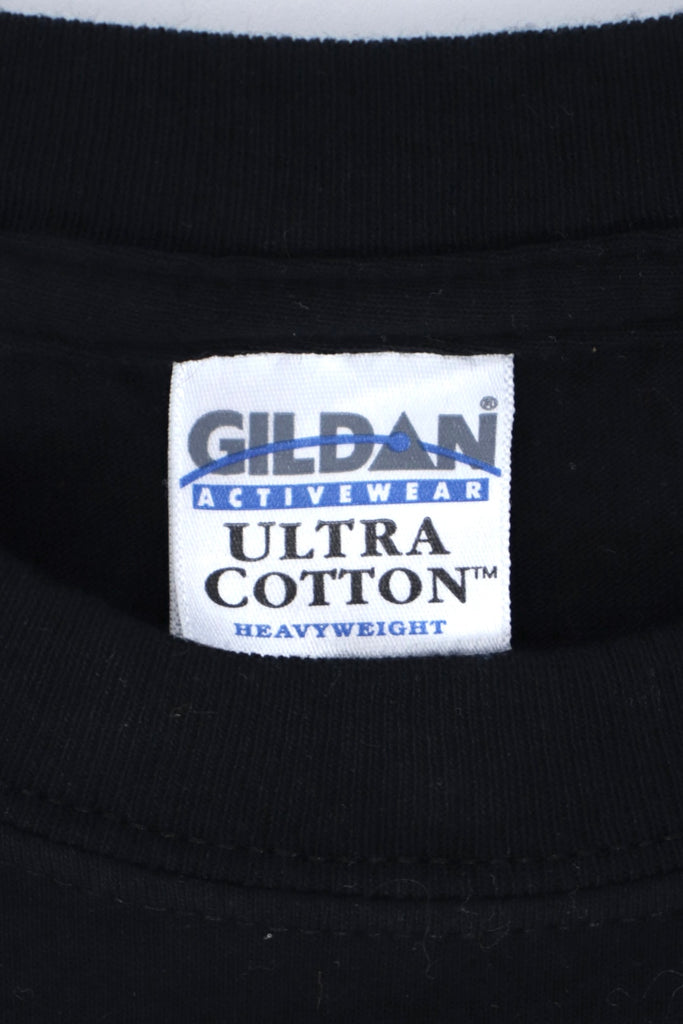 GILDAN®
ACTIVEWEAR
ULTRA
COTTON™
HEAVYWEIGHT